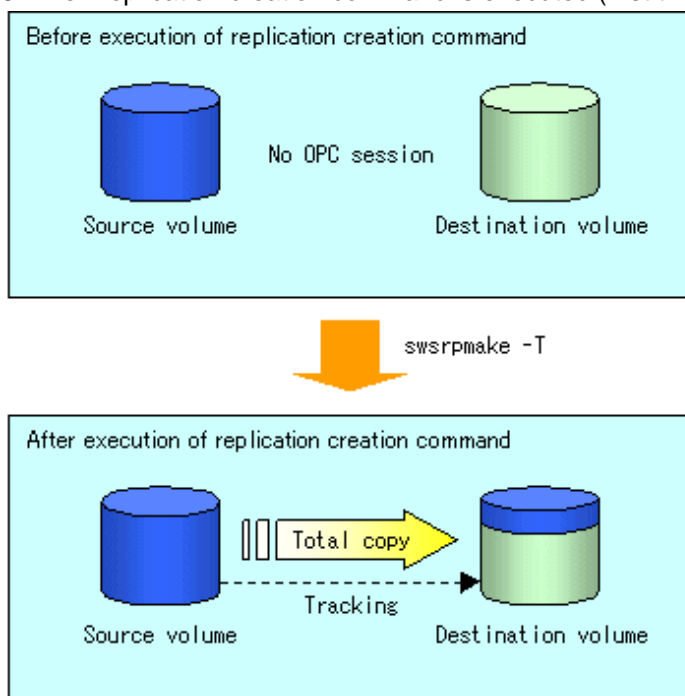 Before execution of replication creation command
No OPC session
Source volume
Destination volume
swsrpmake -T
After execution of replication creation command
Total copy
Tracking
Source volume
Destination volume